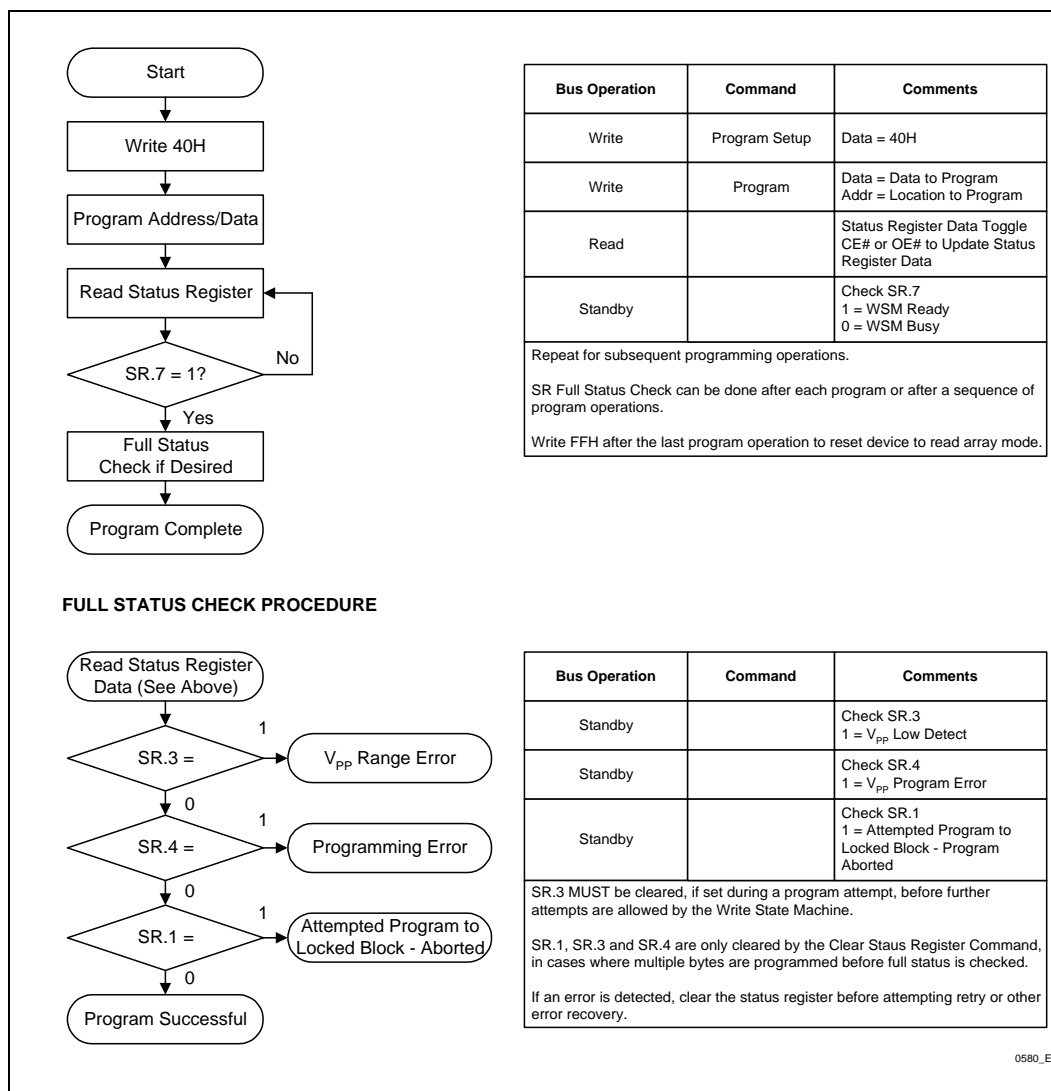 Start
Write 40H
Program Address/Data
Read Status Register
No
SR.7 = 1?
Yes
Full Status
Check if Desired
Program Complete
Bus Operation Command Comments
Write Program Setup Data = 40H
Write Program Data = Data to Program
Addr = Location to Program
Read Status Register Data Toggle
CE# or OE# to Update Status
Register Data
Standby Check SR.7
1 = WSM Ready
0 = WSM Busy
Repeat for subsequent programming operations.
SR Full Status Check can be done after each program or after a sequence of
program operations.
Write FFH after the last program operation to reset device to read array mode.
FULL STATUS CHECK PROCEDURE
Read Status Register
Data (See Above)
1
SR.3 =
VPP Range Error
0
1
SR.4 =
Programming Error
0
1
SR.1 =
Attempted Program to
Locked Block - Aborted
0
Program Successful
Bus Operation Command Comments
Standby Check SR.3
1 = VPP Low Detect
Standby Check SR.4
1 = VPP Program Error
Standby Check SR.1
1 = Attempted Program to
Locked Block - Program
Aborted
SR.3 MUST be cleared, if set during a program attempt, before further
attempts are allowed by the Write State Machine.
SR.1, SR.3 and SR.4 are only cleared by the Clear Staus Register Command,
in cases where multiple bytes are programmed before full status is checked.
If an error is detected, clear the status register before attempting retry or other
error recovery.
0580_E